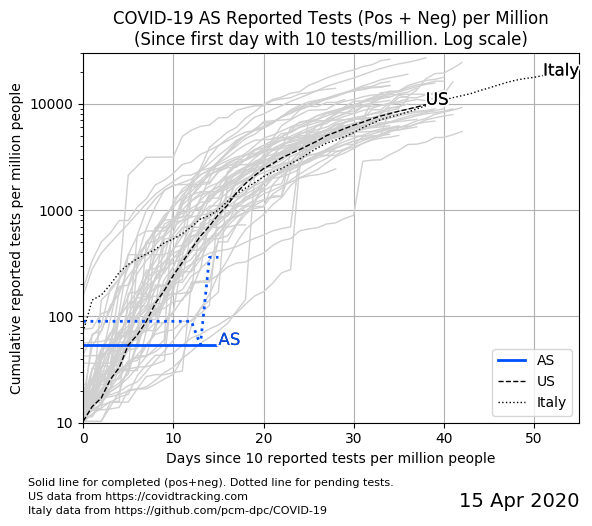 COVID-19 AS Reported Tests (Pos + Neg) per Million
(Since first day with 10 tests/million. Log scale)
Cumulative reported tests per million people
10000
1000
100
10
Italy
US
AS
AS
US
Italy
0
10
20
30
40
50
Days since 10 reported tests per million people
Solid line for completed (pos+neg). Dotted line for pending tests.
US data from https://covidtracking.com
Italy data from https://github.com/pcm-dpc/COVID-19
15 Apr 2020